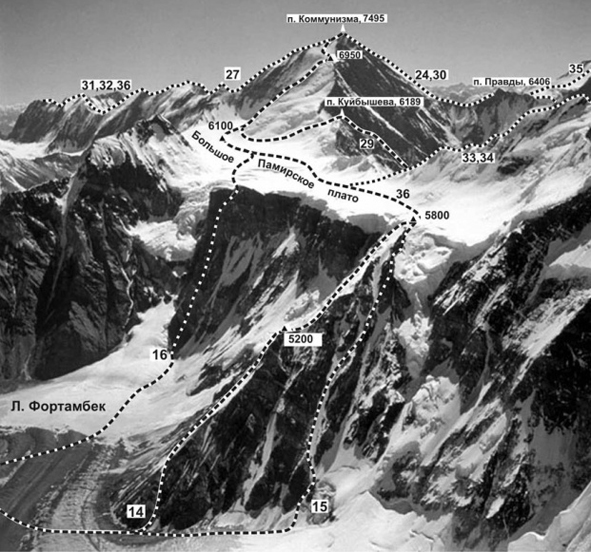 п. Коммунизма, 7495
6950
31,32,36
27
24,30
35
п. Правды, 6406
п. Куйбышева, 6189
6100
Большое
Памирское
плато
29
33,34
36
5800
5200
16
Л. Фортамбек
14
15